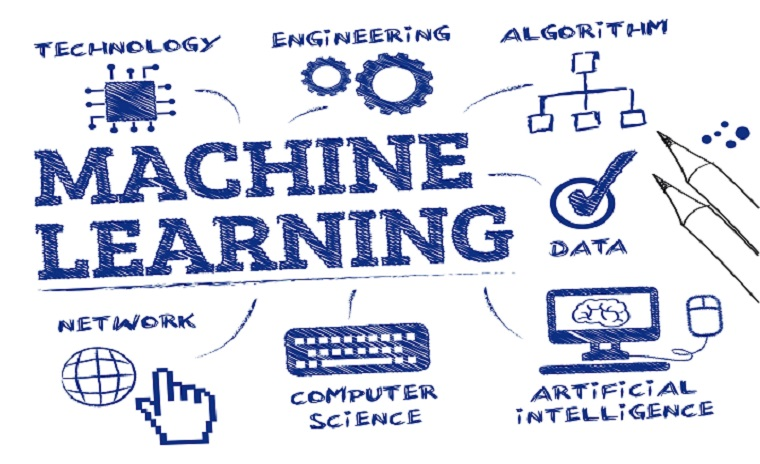 TECHNOLOGY
ENGINEERING
ALGORITHM
MACHINE
LEARNING
DATA
NETWORK
COMPUTER
SCIENCE
ARTIFICIAL
INTELLIGENCE